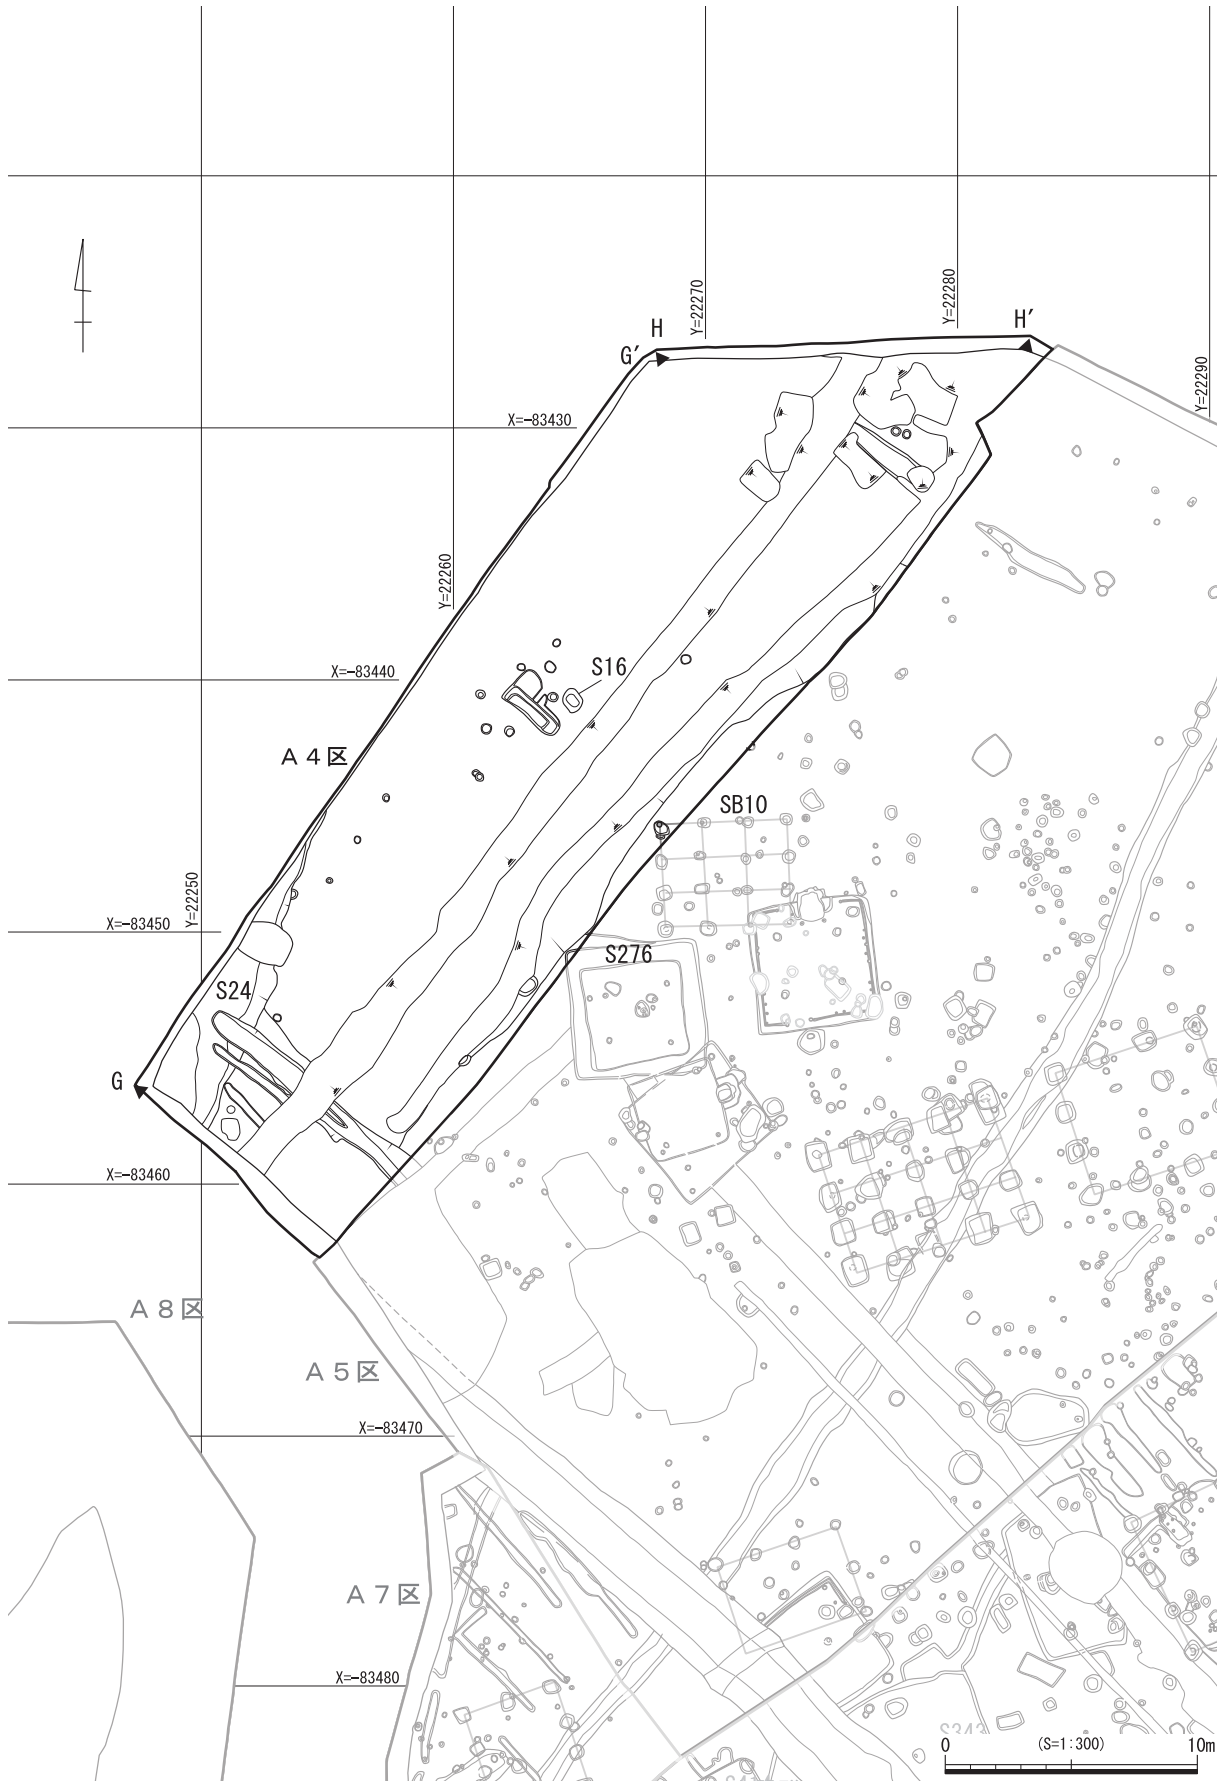 Y=22270
Y=22280
Y=22290
H
H′
G′
X=-83430
Y=22260
X=-83440
S16
A4区
SB10
Y=22250
X=-83450
S276
S24
G
X=-83460
A8区
A5区
X=-83470
A7区
X=-83480
S343
0
(S=1:300)
10m